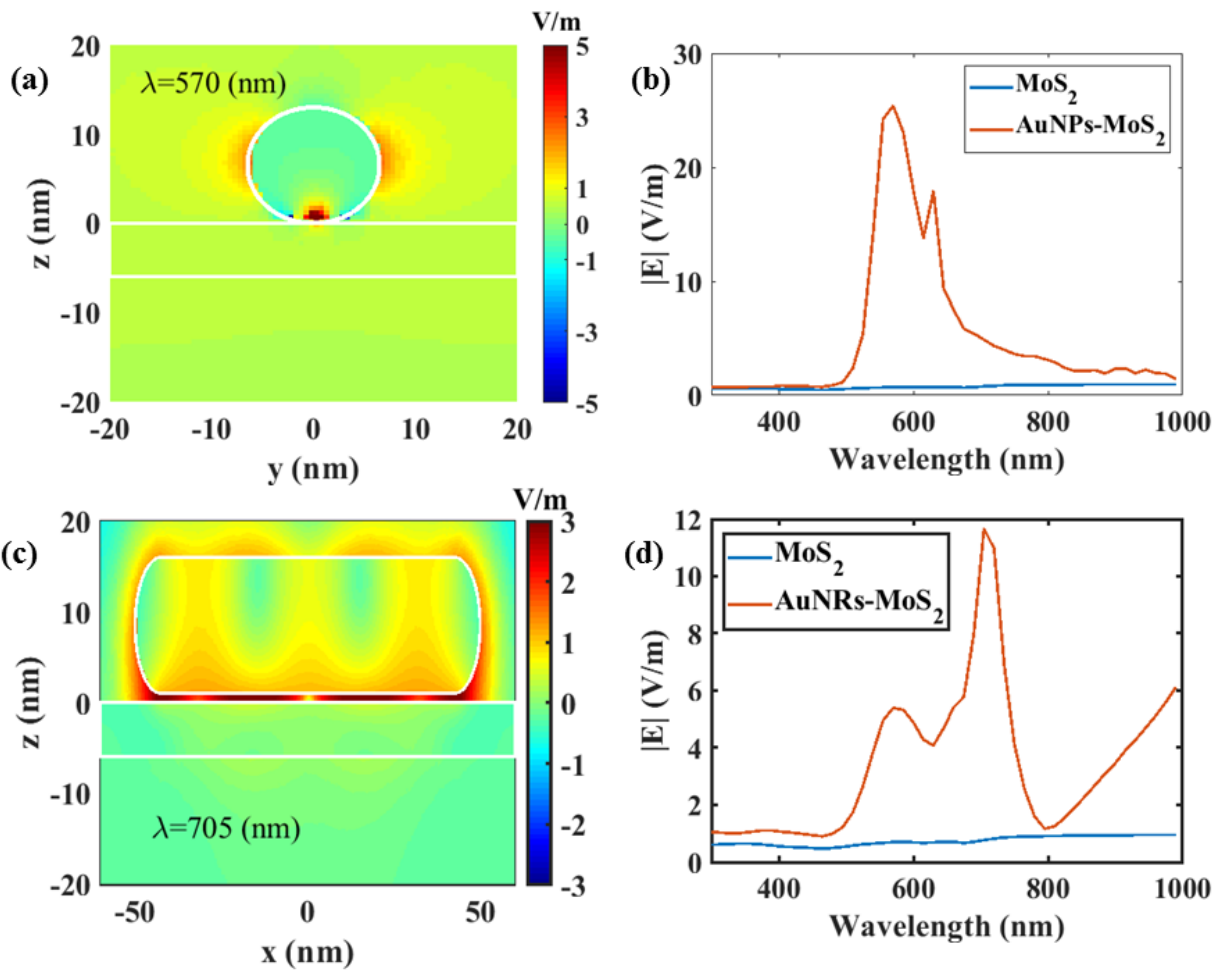 (a)
λ=570 (nm)
V/m
20
10
0
-10
-20
z (nm)
-20
-10
0
10
20
y (nm)
5
3
1
0
-1
-3
-5
(b)
MoS2
AuNPs-MoS2
30
20
10
0
|E| (V/m)
400
600
800
1000
Wavelength (nm)
(c)
λ=705 (nm)
V/m
20
10
0
-10
-20
z (nm)
-50
0
50
x (nm)
3
2
1
0
-1
-2
-3
(d)
MoS2
AuNRs-MoS2
12
10
8
6
4
2
0
|E| (V/m)
400
600
800
1000
Wavelength (nm)